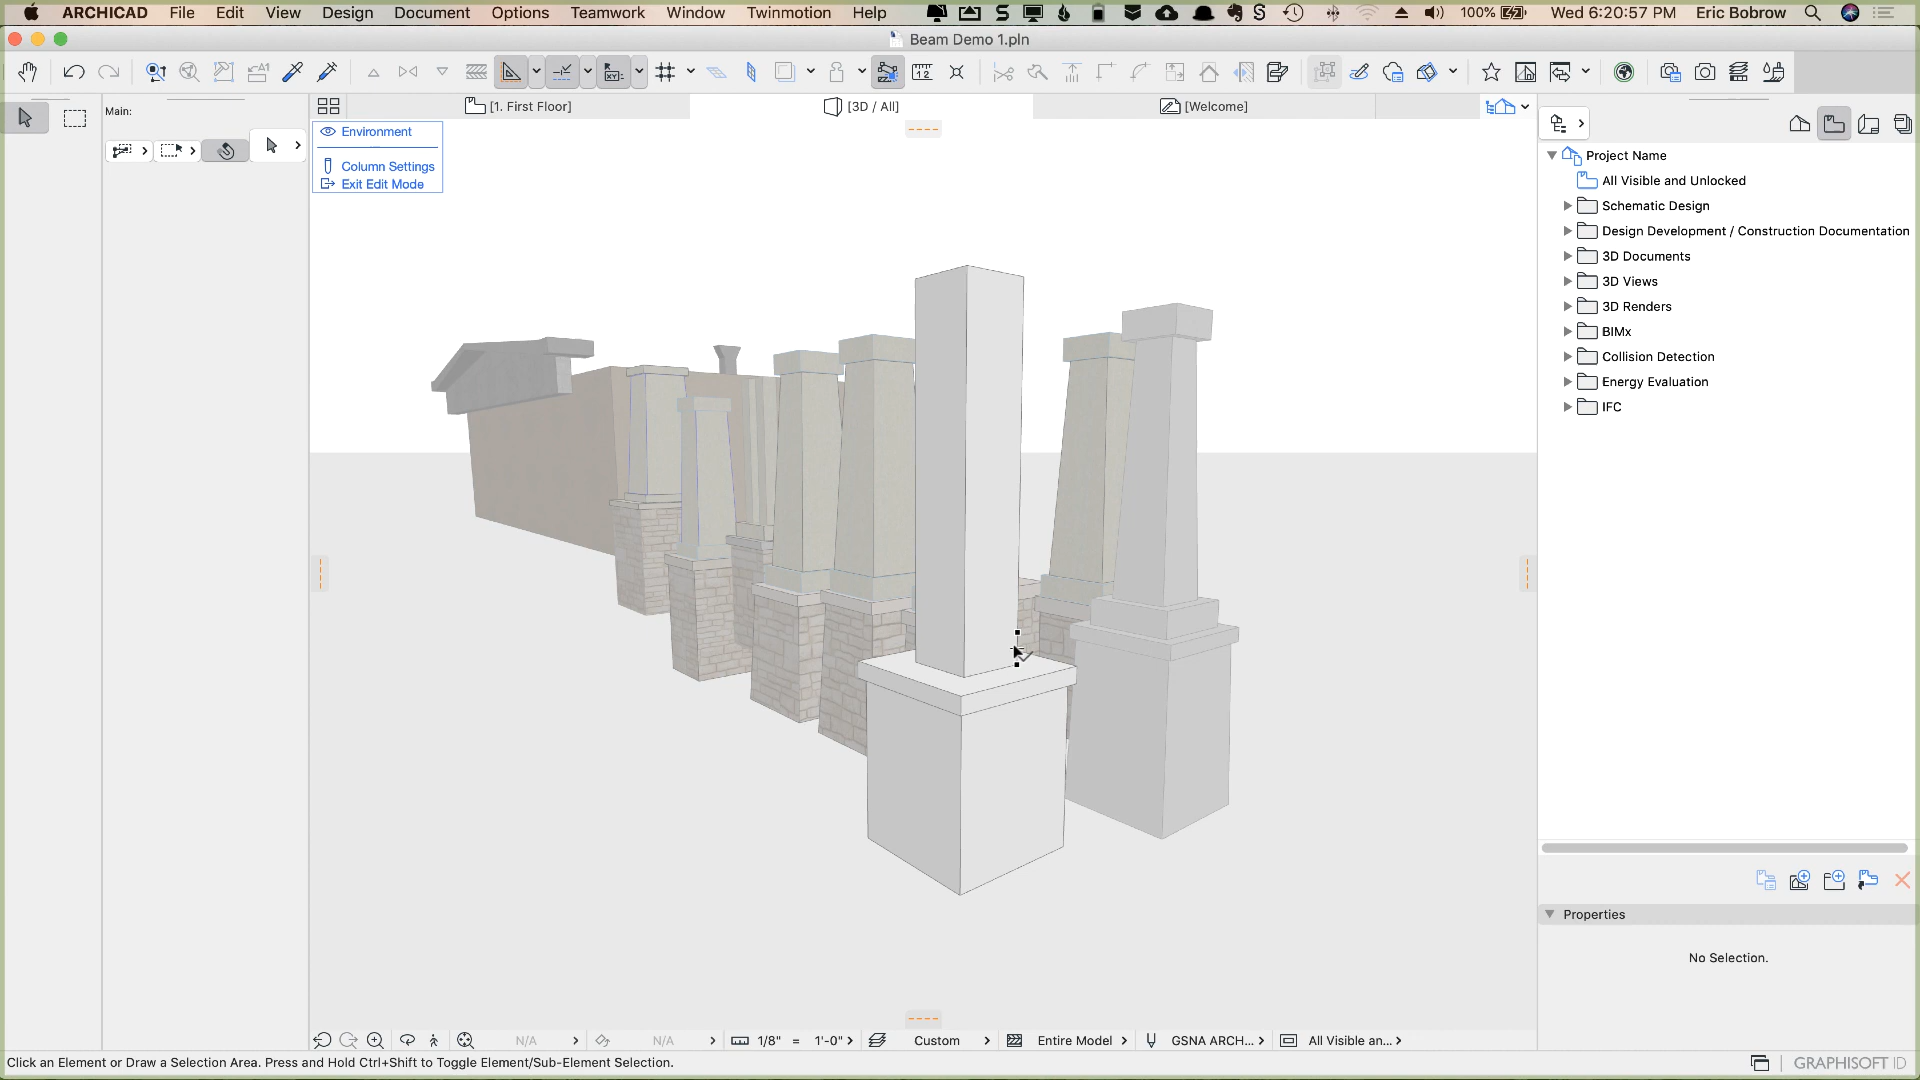 ARCHICAD File Edit View Design Document Options Teamwork Window Twinmotion Help 100% Wed 6:20:57 PM Eric Bobrow
Beam Demo 1.pln
Main:
[1. First Floor] [3D / All] [Welcome]
Environment
Column Settings
Exit Edit Mode
Project Name
All Visible and Unlocked
Schematic Design
Design Development / Construction Documentation
3D Documents
3D Views
3D Renders
BIMx
Collision Detection
Energy Evaluation
IFC
Properties
No Selection.
N/A N/A 1/8" = 1'-0" Custom Entire Model GSNA ARCH... All Visible an...
Click an Element or Draw a Selection Area. Press and Hold Ctrl+Shift to Toggle Element/Sub-Element Selection.
GRAPHISOFT ID